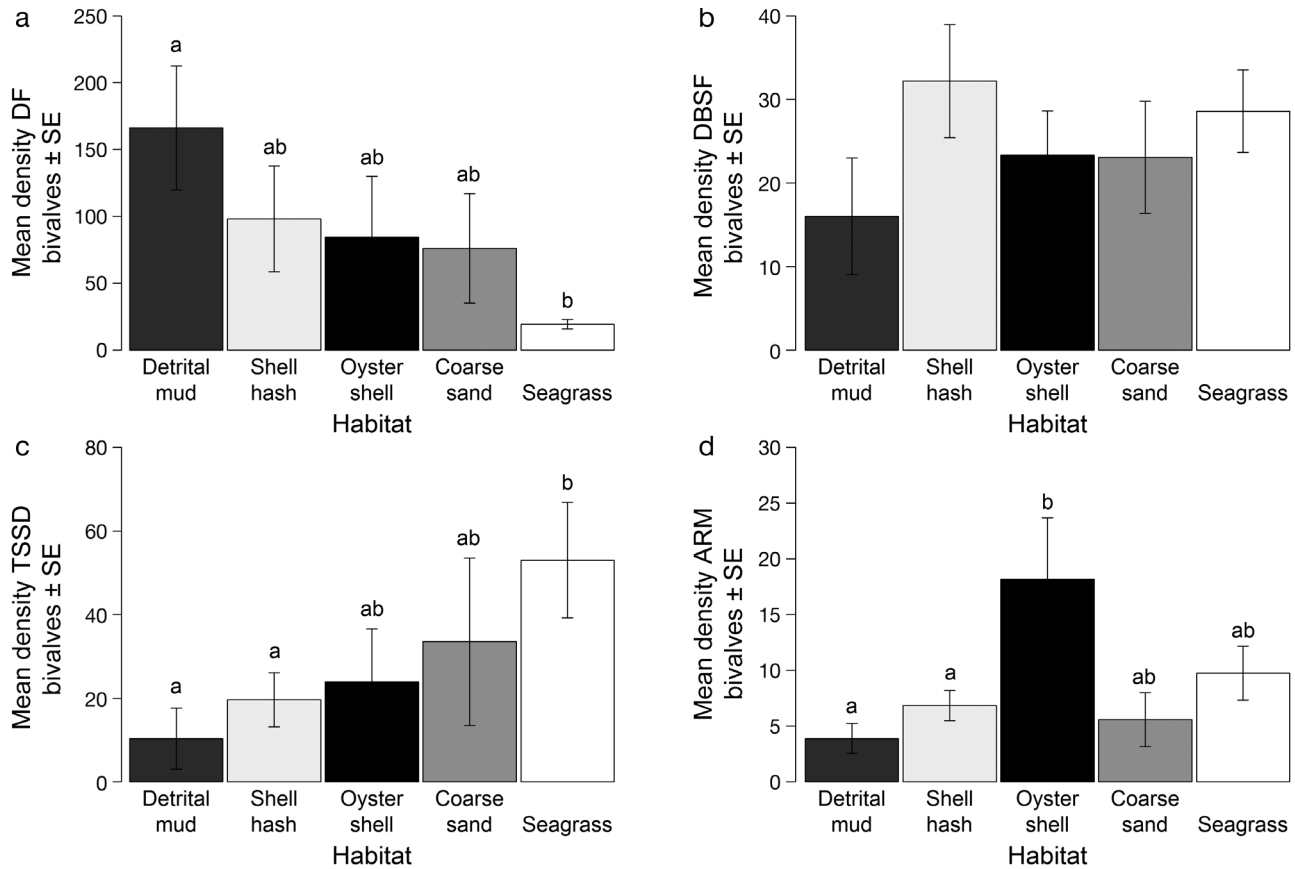 a
Mean density DF
bivalves ± SE
250
200
150
100
50
0
a
ab
ab
ab
b
Detrital mud
Shell hash
Oyster shell
Coarse sand
Seagrass
Habitat
b
Mean density DBSF
bivalves ± SE
40
30
20
10
0
Detrital mud
Shell hash
Oyster shell
Coarse sand
Seagrass
Habitat
c
Mean density TSSD
bivalves ± SE
80
60
40
20
0
a
a
ab
ab
b
Detrital mud
Shell hash
Oyster shell
Coarse sand
Seagrass
Habitat
d
Mean density ARM
bivalves ± SE
30
25
20
15
10
5
0
a
a
b
ab
ab
Detrital mud
Shell hash
Oyster shell
Coarse sand
Seagrass
Habitat